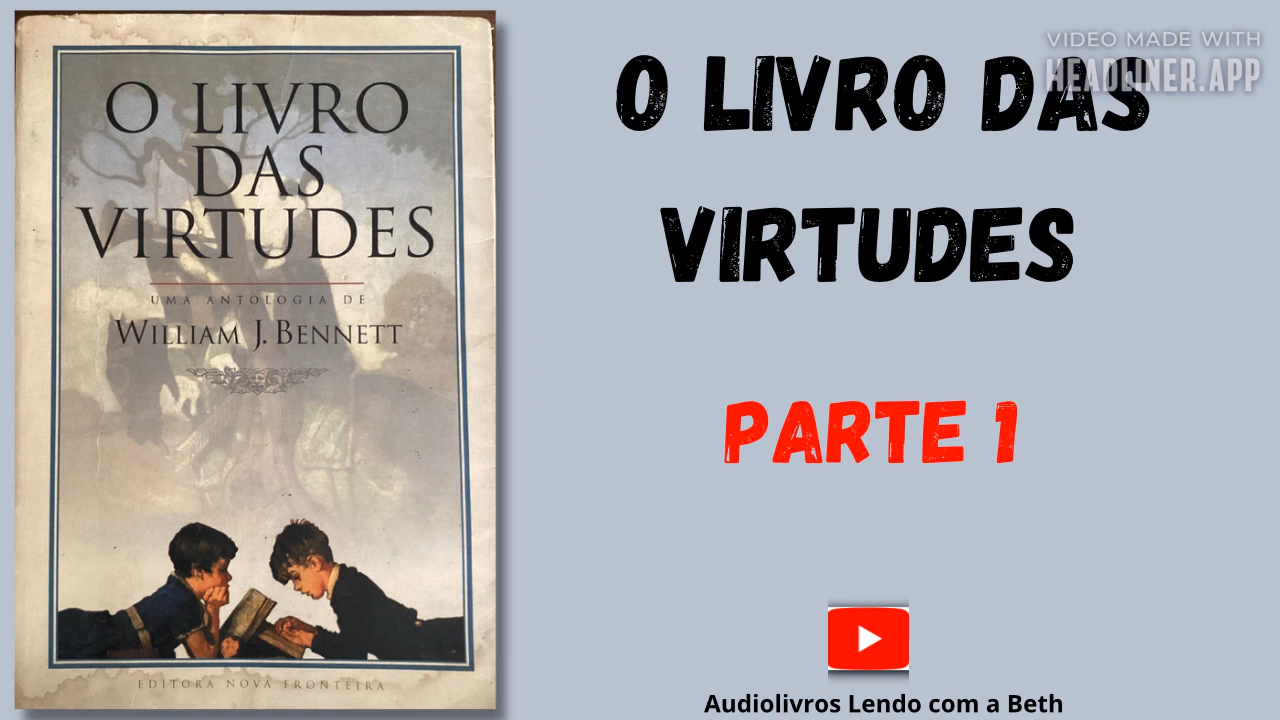 O LIVRO
DAS
VIRTUDES
UMA ANTOLOGIA DE
WILLIAM J. BENNETT
EDITORA NOVA FRONTEIRA
VIDEO MADE WITH
HEADLINER.APP
O LIVRO DAS
VIRTUDES
PARTE 1
Audiolivros Lendo com a Beth